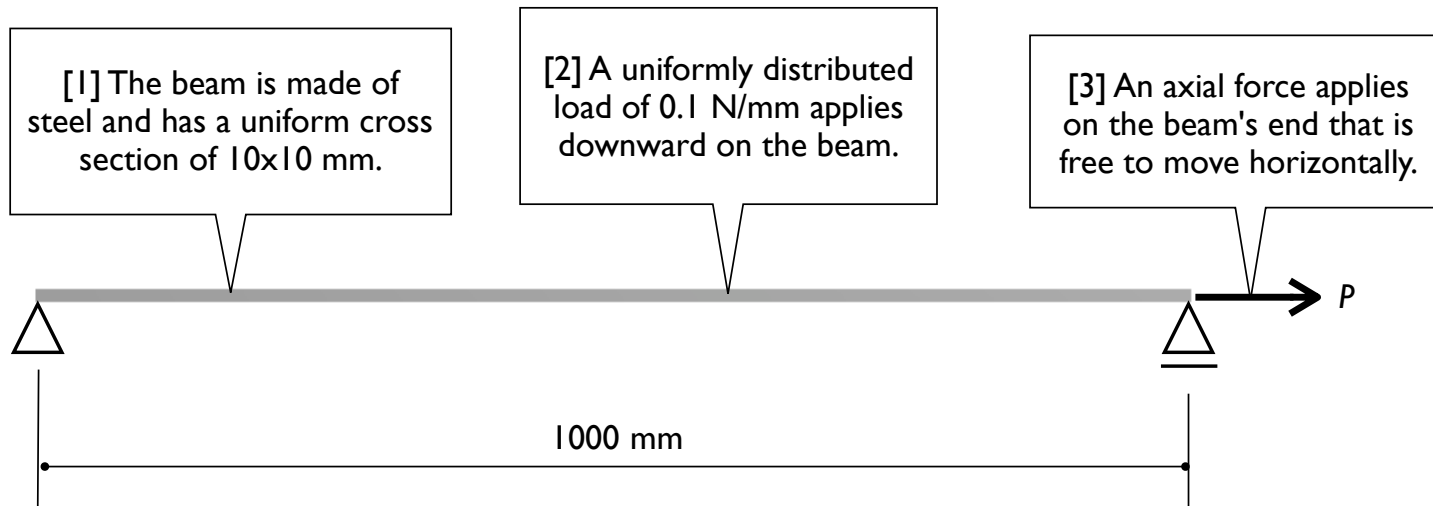 [1] The beam is made of
steel and has a uniform cross
section of 10x10 mm.
[2] A uniformly distributed
load of 0.1 N/mm applies
downward on the beam.
[3] An axial force applies
on the beam's end that is
free to move horizontally.
P
1000 mm